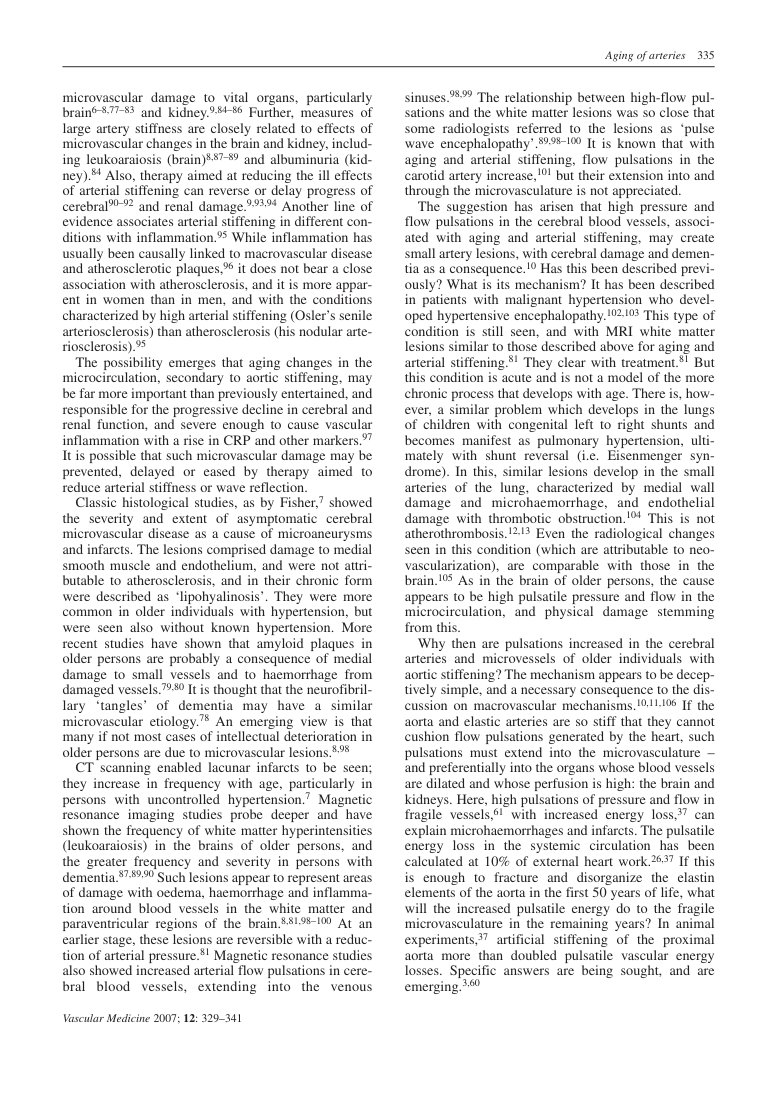 Aging of arteries 335
microvascular damage to vital organs, particularly
brain6–8,77–83 and kidney.9,84–86 Further, measures of
large artery stiffness are closely related to effects of
microvascular changes in the brain and kidney, includ-
ing leukoaraiosis (brain)8,87–89 and albuminuria (kid-
ney).84 Also, therapy aimed at reducing the ill effects
of arterial stiffening can reverse or delay progress of
cerebral90–92 and renal damage.9,93,94 Another line of
evidence associates arterial stiffening in different con-
ditions with inflammation.95 While inflammation has
usually been causally linked to macrovascular disease
and atherosclerotic plaques,96 it does not bear a close
association with atherosclerosis, and it is more appar-
ent in women than in men, and with the conditions
characterized by high arterial stiffening (Osler's senile
arteriosclerosis) than atherosclerosis (his nodular arte-
riosclerosis).95
The possibility emerges that aging changes in the
microcirculation, secondary to aortic stiffening, may
be far more important than previously entertained, and
responsible for the progressive decline in cerebral and
renal function, and severe enough to cause vascular
inflammation with a rise in CRP and other markers.97
It is possible that such microvascular damage may be
prevented, delayed or eased by therapy aimed to
reduce arterial stiffness or wave reflection.
Classic histological studies, as by Fisher,7 showed
the severity and extent of asymptomatic cerebral
microvascular disease as a cause of microaneurysms
and infarcts. The lesions comprised damage to medial
smooth muscle and endothelium, and were not attri-
butable to atherosclerosis, and in their chronic form
were described as 'lipohyalinosis'. They were more
common in older individuals with hypertension, but
were seen also without known hypertension. More
recent studies have shown that amyloid plaques in
older persons are probably a consequence of medial
damage to small vessels and to haemorrhage from
damaged vessels.79,80 It is thought that the neurofibril-
lary 'tangles' of dementia may have a similar
microvascular etiology.78 An emerging view is that
many if not most cases of intellectual deterioration in
older persons are due to microvascular lesions.8,98
CT scanning enabled lacunar infarcts to be seen;
they increase in frequency with age, particularly in
persons with uncontrolled hypertension.7 Magnetic
resonance imaging studies probe deeper and have
shown the frequency of white matter hyperintensities
(leukoaraiosis) in the brains of older persons, and
the greater frequency and severity in persons with
dementia.87,89,90 Such lesions appear to represent areas
of damage with oedema, haemorrhage and inflamma-
tion around blood vessels in the white matter and
paraventricular regions of the brain.8,81,98–100 At an
earlier stage, these lesions are reversible with a reduc-
tion of arterial pressure.81 Magnetic resonance studies
also showed increased arterial flow pulsations in cere-
bral blood vessels, extending into the venous
sinuses.98,99 The relationship between high-flow pul-
sations and the white matter lesions was so close that
some radiologists referred to the lesions as 'pulse
wave encephalopathy'.89,98–100 It is known that with
aging and arterial stiffening, flow pulsations in the
carotid artery increase,101 but their extension into and
through the microvasculature is not appreciated.
The suggestion has arisen that high pressure and
flow pulsations in the cerebral blood vessels, associ-
ated with aging and arterial stiffening, may create
small artery lesions, with cerebral damage and demen-
tia as a consequence.10 Has this been described previ-
ously? What is its mechanism? It has been described
in patients with malignant hypertension who devel-
oped hypertensive encephalopathy.102,103 This type of
condition is still seen, and with MRI white matter
lesions similar to those described above for aging and
arterial stiffening.81 They clear with treatment.81 But
this condition is acute and is not a model of the more
chronic process that develops with age. There is, how-
ever, a similar problem which develops in the lungs
of children with congenital left to right shunts and
becomes manifest as pulmonary hypertension, ulti-
mately with shunt reversal (i.e. Eisenmenger syn-
drome). In this, similar lesions develop in the small
arteries of the lung, characterized by medial wall
damage and microhaemorrhage, and endothelial
damage with thrombotic obstruction.104 This is not
atherothrombosis.12,13 Even the radiological changes
seen in this condition (which are attributable to neo-
vascularization), are comparable with those in the
brain.105 As in the brain of older persons, the cause
appears to be high pulsatile pressure and flow in the
microcirculation, and physical damage stemming
from this.
Why then are pulsations increased in the cerebral
arteries and microvessels of older individuals with
aortic stiffening? The mechanism appears to be decep-
tively simple, and a necessary consequence to the dis-
cussion on macrovascular mechanisms.10,11,106 If the
aorta and elastic arteries are so stiff that they cannot
cushion flow pulsations generated by the heart, such
pulsations must extend into the microvasculature –
and preferentially into the organs whose blood vessels
are dilated and whose perfusion is high: the brain and
kidneys. Here, high pulsations of pressure and flow in
fragile vessels,61 with increased energy loss,37 can
explain microhaemorrhages and infarcts. The pulsatile
energy loss in the systemic circulation has been
calculated at 10% of external heart work.26,37 If this
is enough to fracture and disorganize the elastin
elements of the aorta in the first 50 years of life, what
will the increased pulsatile energy do to the fragile
microvasculature in the remaining years? In animal
experiments,37 artificial stiffening of the proximal
aorta more than doubled pulsatile vascular energy
losses. Specific answers are being sought, and are
emerging.3,60
Vascular Medicine 2007; 12: 329–341